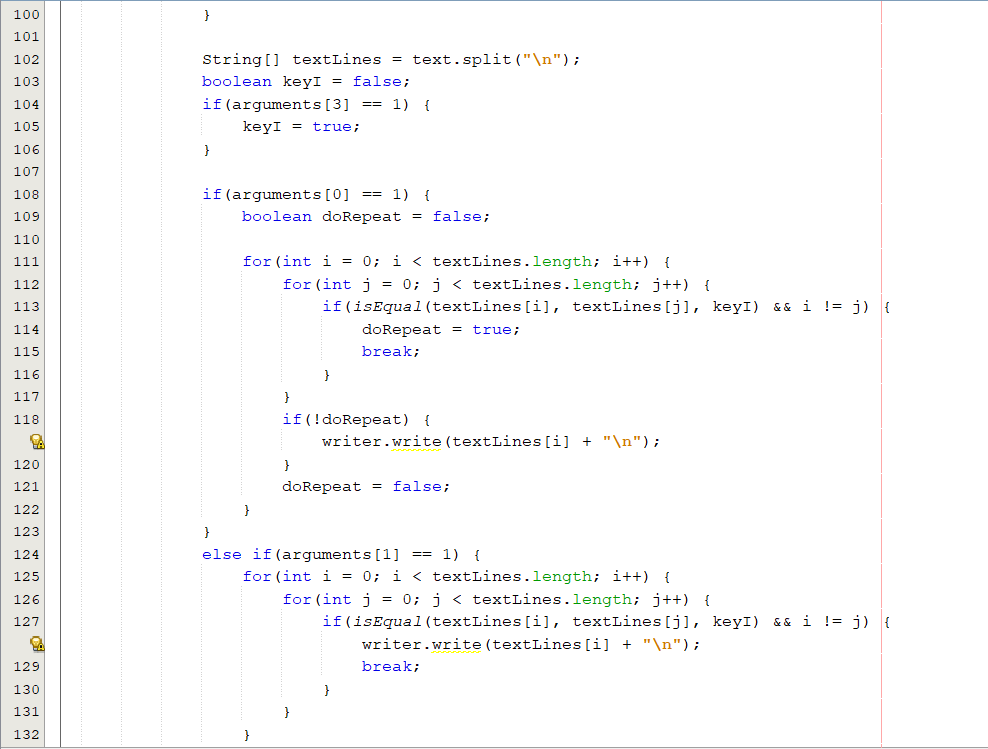 100 }
101
102 String[] textLines = text.split("\n");
103 boolean keyI = false;
104 if(arguments[3] == 1) {
105 keyI = true;
106 }
107
108 if(arguments[0] == 1) {
109 boolean doRepeat = false;
110
111 for(int i = 0; i < textLines.length; i++) {
112 for(int j = 0; j < textLines.length; j++) {
113 if(isEqual(textLines[i], textLines[j], keyI) && i != j) {
114 doRepeat = true;
115 break;
116 }
117 }
118 if(!doRepeat) {
writer.write(textLines[i] + "\n");
120 }
121 doRepeat = false;
122 }
123 }
124 else if(arguments[1] == 1) {
125 for(int i = 0; i < textLines.length; i++) {
126 for(int j = 0; j < textLines.length; j++) {
127 if(isEqual(textLines[i], textLines[j], keyI) && i != j) {
writer.write(textLines[i] + "\n");
129 break;
130 }
131 }
132 }